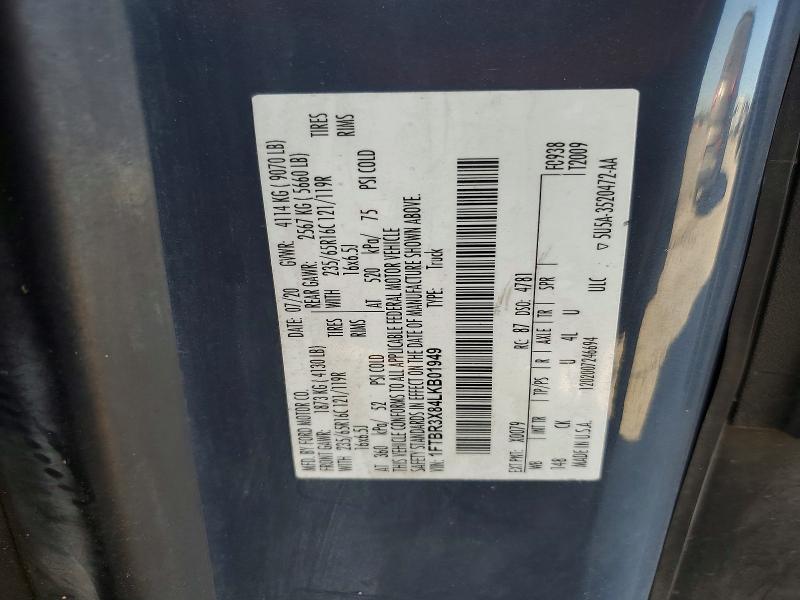 MFD. BY FORD MOTOR CO.
DATE: 07/20 GVWR: 4114 KG ( 9070 LB)
FRONT GAWR: 1873 KG ( 4130 LB) REAR GAWR: 2567 KG ( 5660 LB)
WITH 235/65R16C 121/119R TIRES WITH 235/65R16C 121/119R TIRES
16x6.5J RIMS 16x6.5J RIMS
AT 360 kPa/ 52 PSI COLD AT 520 kPa/ 75 PSI COLD
THIS VEHICLE CONFORMS TO ALL APPLICABLE FEDERAL MOTOR VEHICLE
SAFETY STANDARDS IN EFFECT ON THE DATE OF MANUFACTURE SHOWN ABOVE.
VIN: 1FTBR3X84LKB01949 TYPE: Truck
EXT PNT: X0079 RC: 87 DSO: 4781 FC938
WB INT TR TP/PS R AXLE TR SPR T2009
148 CK U 4L U
12020007246694 ULC ▽ 5U5A-3520472-AA
MADE IN U.S.A.